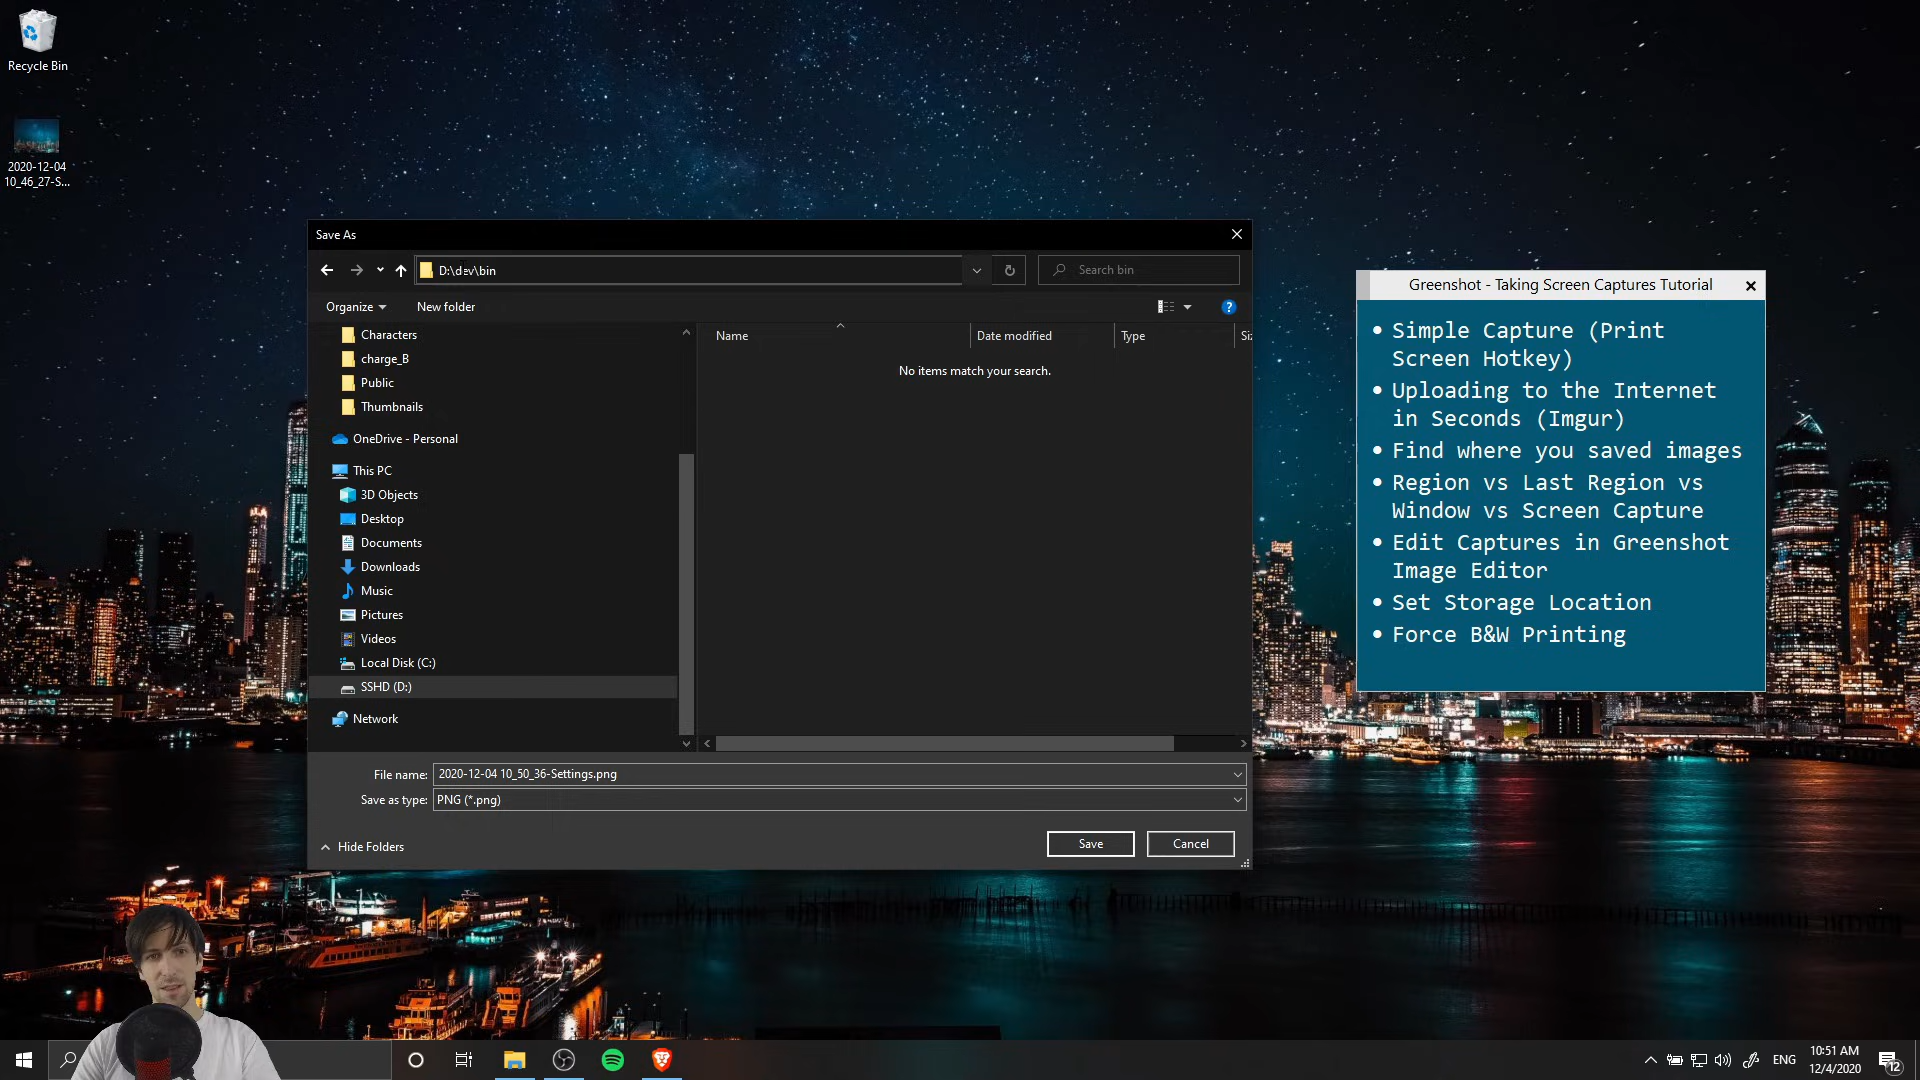 Recycle Bin
2020-12-04
10_46_27-S...
Save As
D:\dev\bin
Search bin
Organize
New folder
?
Name
Date modified
Type
Siz
No items match your search.
Characters
charge_B
Public
Thumbnails
OneDrive - Personal
This PC
3D Objects
Desktop
Documents
Downloads
Music
Pictures
Videos
Local Disk (C:)
SSHD (D:)
Network
File name: 2020-12-04 10_50_36-Settings.png
Save as type: PNG (*.png)
Hide Folders
Save
Cancel
Greenshot - Taking Screen Captures Tutorial
• Simple Capture (Print
Screen Hotkey)
• Uploading to the Internet
in Seconds (Imgur)
• Find where you saved images
• Region vs Last Region vs
Window vs Screen Capture
• Edit Captures in Greenshot
Image Editor
• Set Storage Location
• Force B&W Printing
ENG
10:51 AM
12/4/2020
12